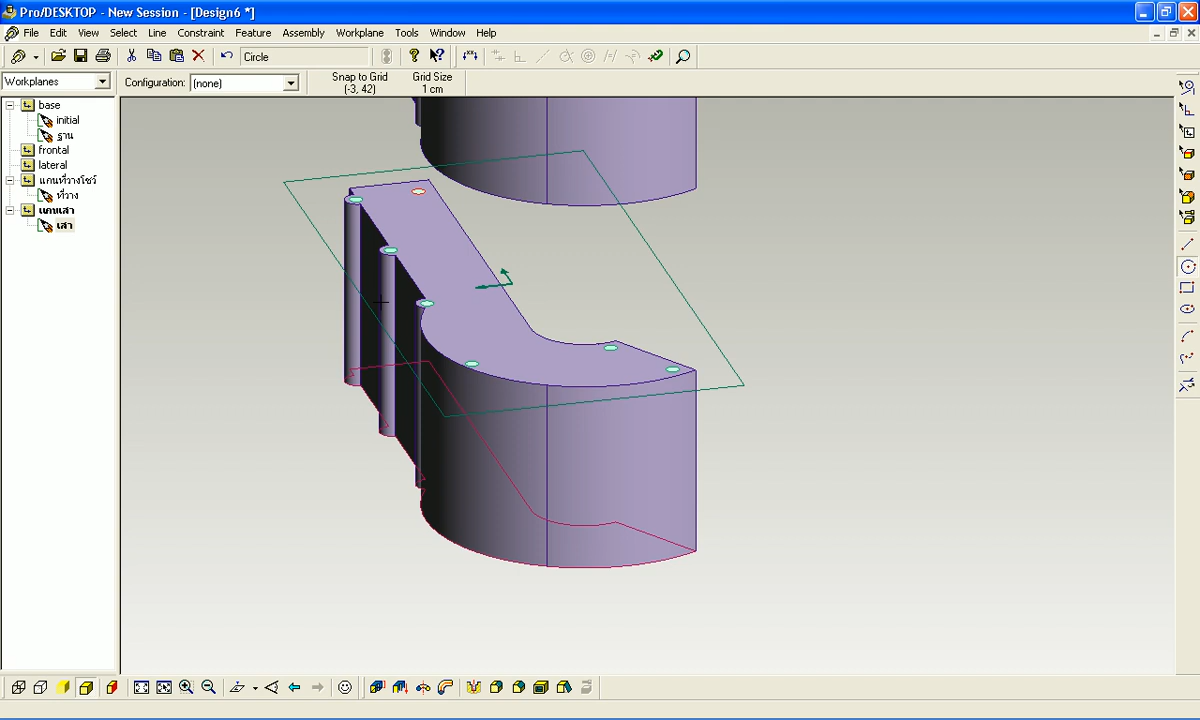 Pro/DESKTOP - New Session - [Design6 *]
File Edit View Select Line Constraint Feature Assembly Workplane Tools Window Help
Circle
Workplanes Configuration: (none) Snap to Grid (-3, 42) Grid Size 1 cm
base
initial
ฐาน
frontal
lateral
แกนที่วางโชว์
ที่วาง
แกนเสา
เสา